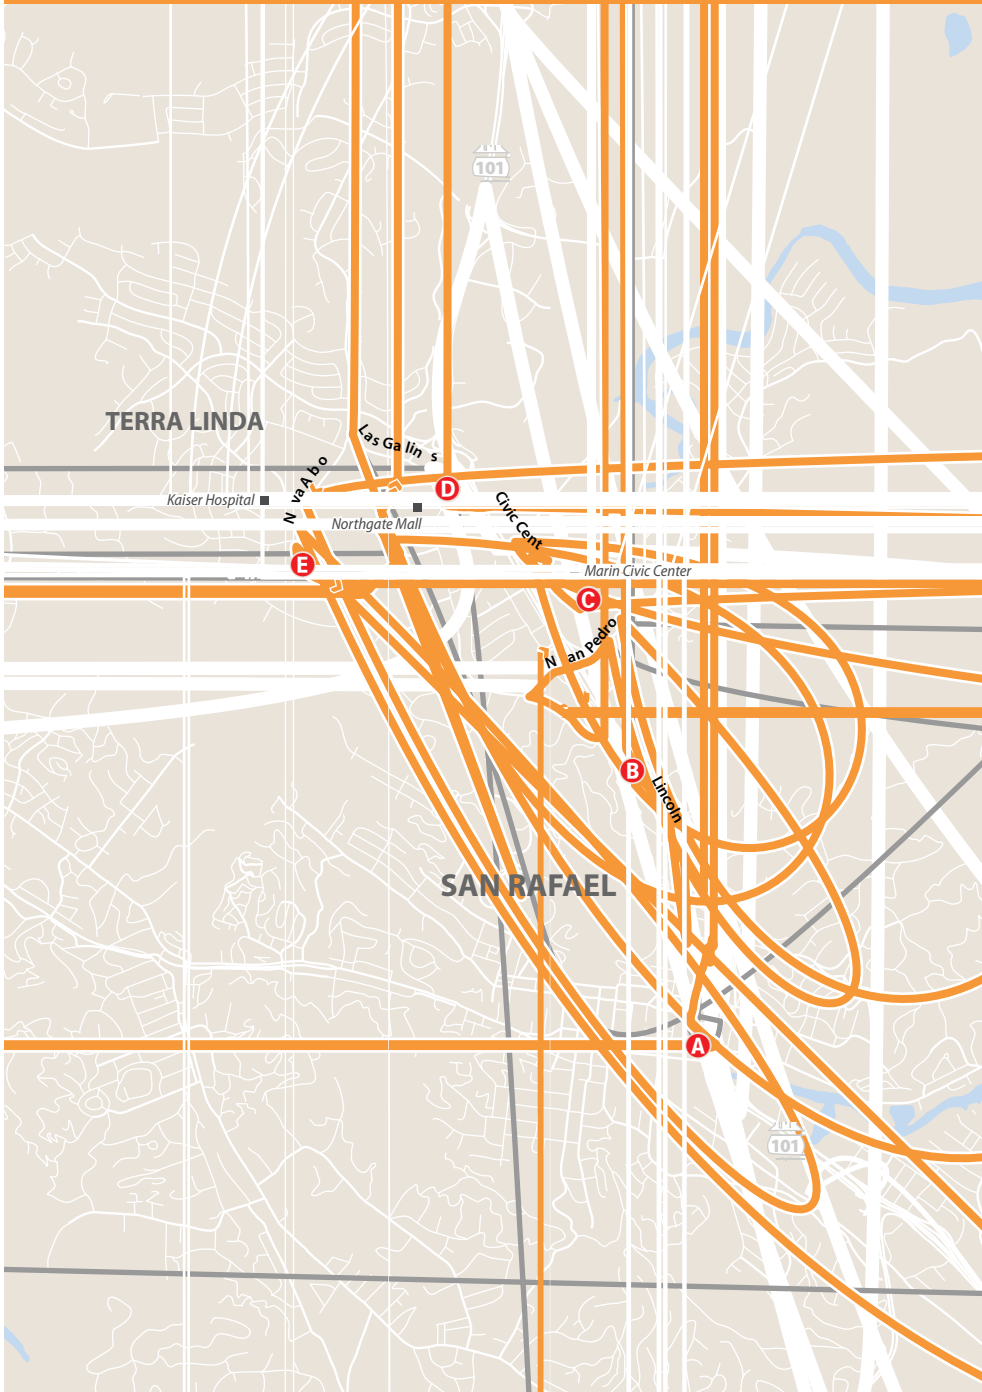 101
TERRA LINDA
Las Ga lin s
N va A b o
D
Kaiser Hospital
Civic Cent
Northgate Mall
E
Marin Civic Center
C
N an Pedro
B
Lincoln
SAN RAFAEL
A
101